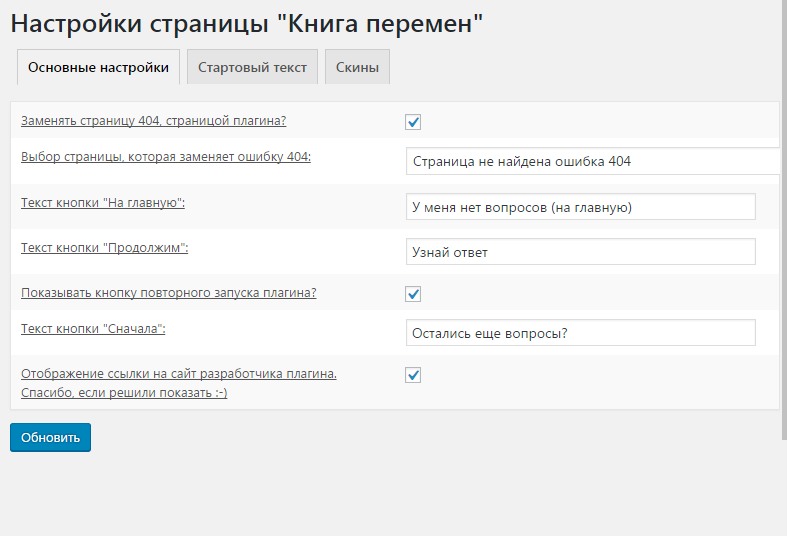 Настройки страницы "Книга перемен"
Основные настройки
Стартовый текст
Скины
Заменять страницу 404, страницой плагина?
Выбор страницы, которая заменяет ошибку 404:
Страница не найдена ошибка 404
Текст кнопки "На главную":
У меня нет вопросов (на главную)
Текст кнопки "Продолжим":
Узнай ответ
Показывать кнопку повторного запуска плагина?
Текст кнопки "Сначала":
Остались еще вопросы?
Отображение ссылки на сайт разработчика плагина.
Спасибо, если решили показать :-)
Обновить